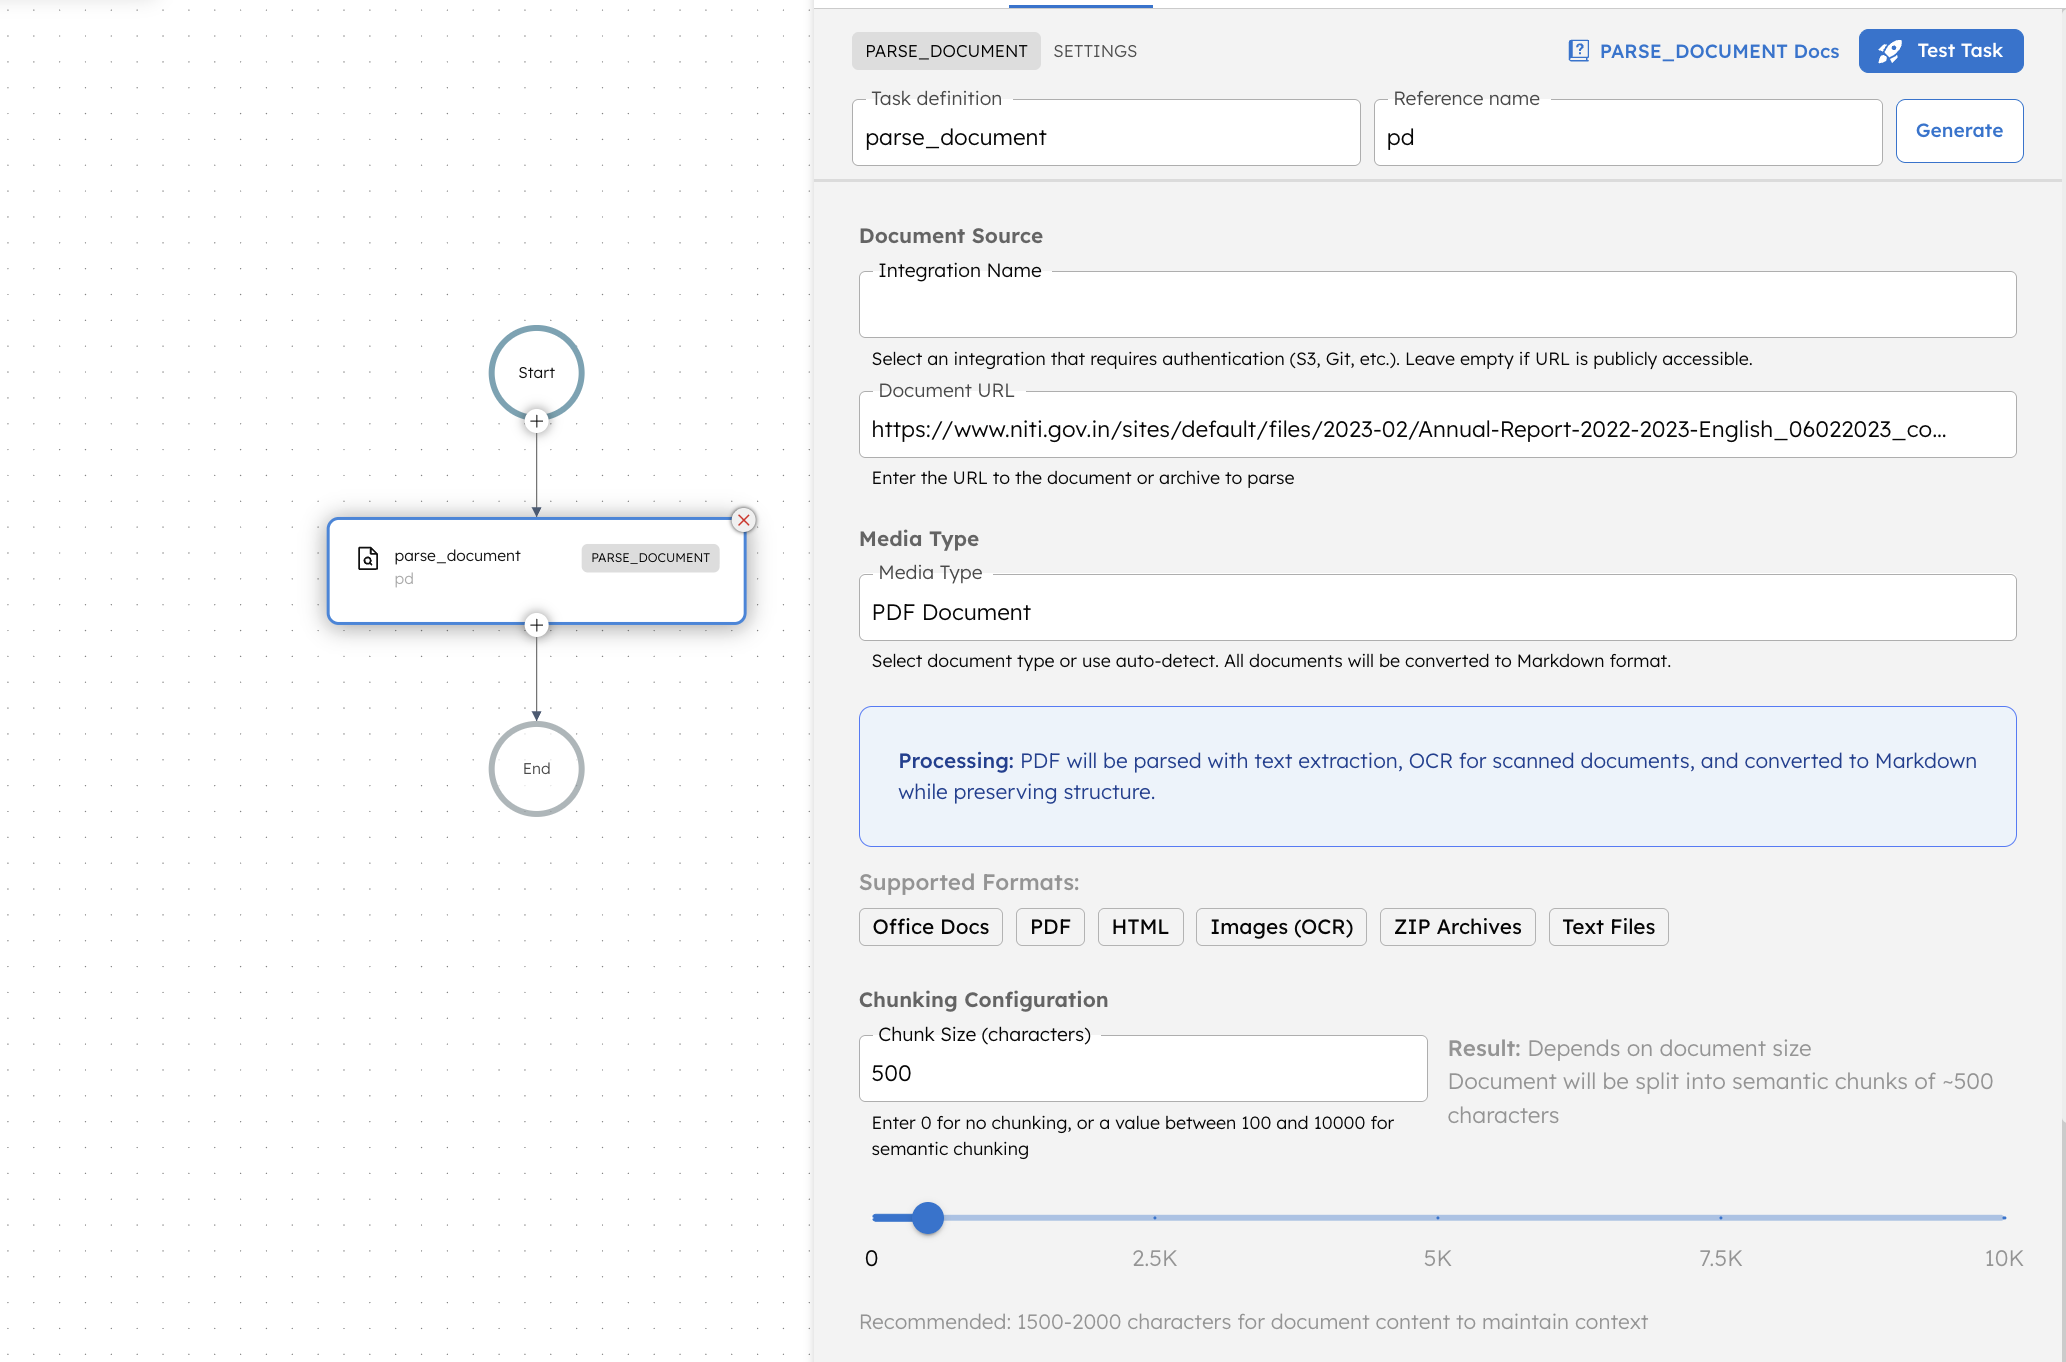 Start
parse_document
pd
PARSE_DOCUMENT
End
PARSE_DOCUMENT SETTINGS
PARSE_DOCUMENT Docs
Test Task
Task definition
parse_document
Reference name
pd
Generate
Document Source
Integration Name
Select an integration that requires authentication (S3, Git, etc.). Leave empty if URL is publicly accessible.
Document URL
https://www.niti.gov.in/sites/default/files/2023-02/Annual-Report-2022-2023-English_06022023_co...
Enter the URL to the document or archive to parse
Media Type
Media Type
PDF Document
Select document type or use auto-detect. All documents will be converted to Markdown format.
Processing: PDF will be parsed with text extraction, OCR for scanned documents, and converted to Markdown
while preserving structure.
Supported Formats:
Office Docs PDF HTML Images (OCR) ZIP Archives Text Files
Chunking Configuration
Chunk Size (characters)
500
Enter 0 for no chunking, or a value between 100 and 10000 for
semantic chunking
Result: Depends on document size
Document will be split into semantic chunks of ~500
characters
0 2.5K 5K 7.5K 10K
Recommended: 1500-2000 characters for document content to maintain context